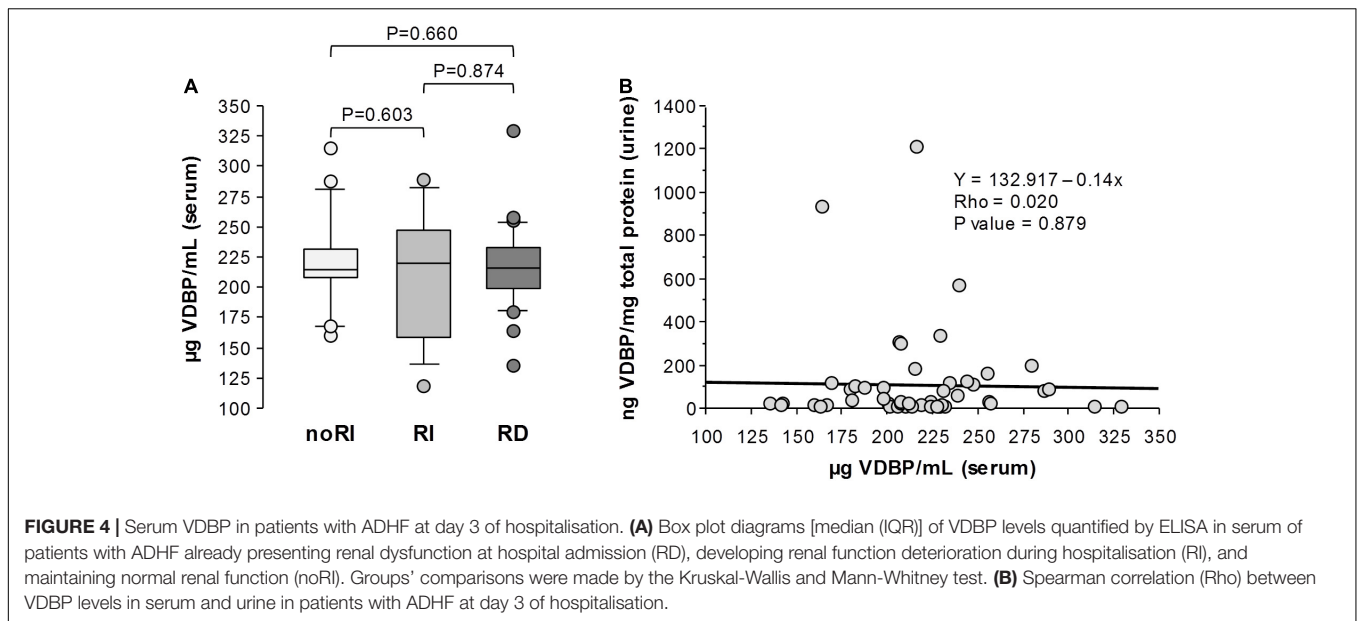 P=0.660
P=0.874
P=0.603
A
350
325
300
275
250
225
200
175
150
125
100
µg VDBP/mL (serum)
noRI RI RD
B
1400
1200
1000
800
600
400
200
0
ng VDBP/mg total protein (urine)
Y = 132.917 – 0.14x
Rho = 0.020
P value = 0.879
100 125 150 175 200 225 250 275 300 325 350
µg VDBP/mL (serum)
FIGURE 4 | Serum VDBP in patients with ADHF at day 3 of hospitalisation. (A) Box plot diagrams [median (IQR)] of VDBP levels quantified by ELISA in serum of
patients with ADHF already presenting renal dysfunction at hospital admission (RD), developing renal function deterioration during hospitalisation (RI), and
maintaining normal renal function (noRI). Groups’ comparisons were made by the Kruskal-Wallis and Mann-Whitney test. (B) Spearman correlation (Rho) between
VDBP levels in serum and urine in patients with ADHF at day 3 of hospitalisation.